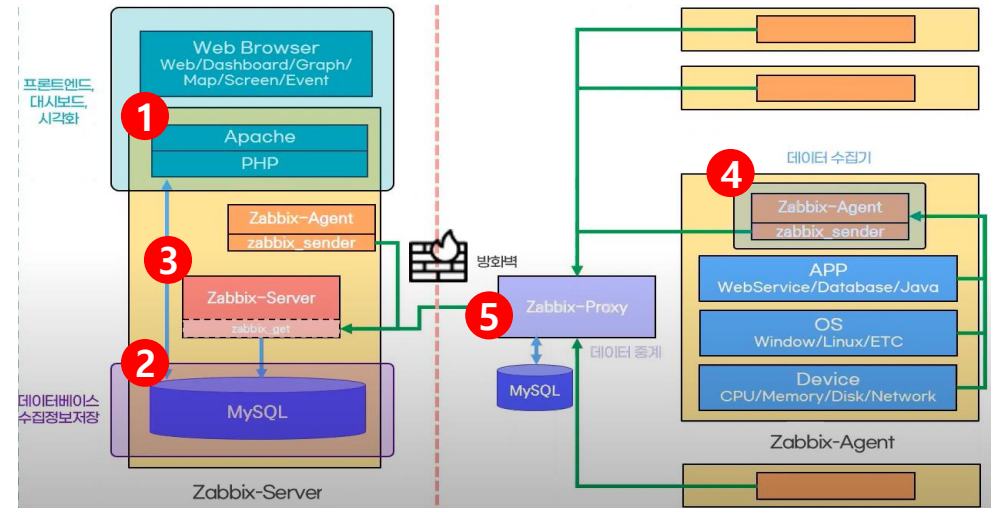 Web Browser
Web/Dashboard/Graph/
Map/Screen/Event
프론트엔드,
대시보드,
시각화
1
Apache
PHP
Zabbix-Agent
zabbix_sender
3
Zabbix-Server
zabbix_get
2
데이터베이스
수집정보저장
MySQL
Zabbix-Server
방화벽
5
Zabbix-Proxy
데이터 중계
MySQL
데이터 수집기
4
Zabbix-Agent
zabbix_sender
APP
WebService/Database/Java
OS
Window/Linux/ETC
Device
CPU/Memory/Disk/Network
Zabbix-Agent